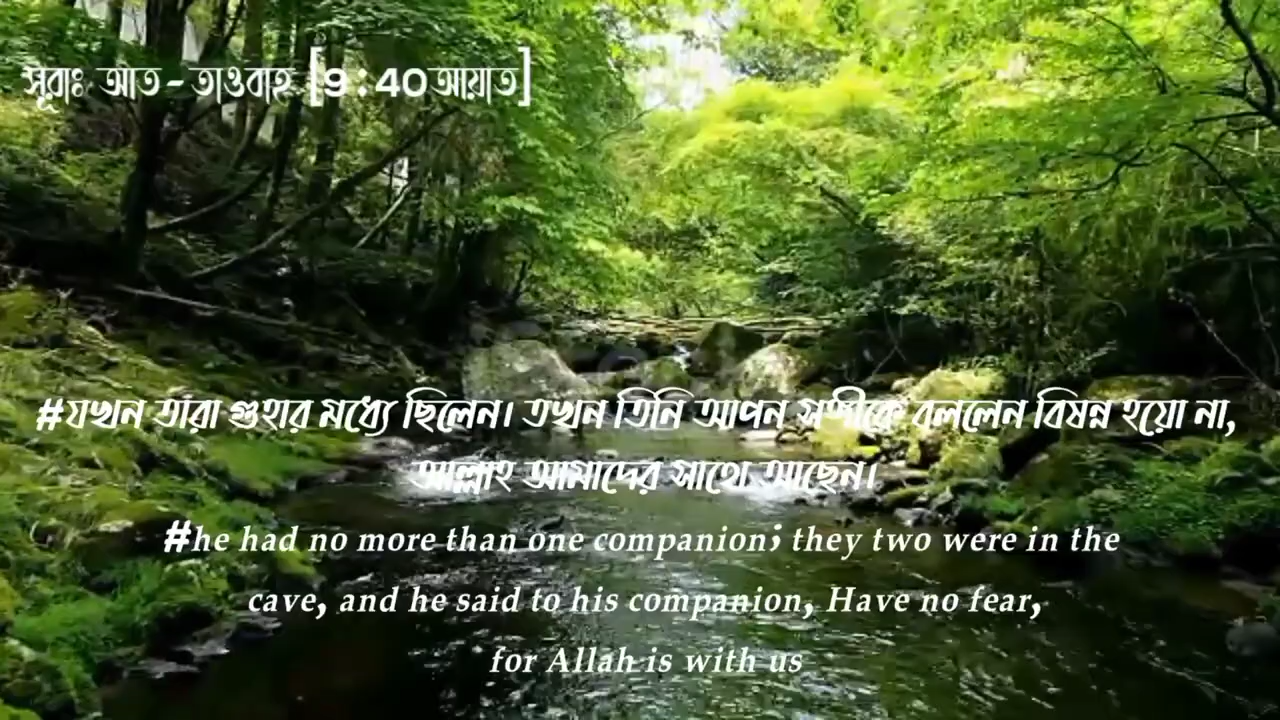 সূরাঃ আত - তাওবাহ [9 : 40 আয়াত]
#যখন তাঁরা গুহার মধ্যে ছিলেন। তখন তিনি আপন সঙ্গীকে বললেন বিষন্ন হয়ো না,
আল্লাহ আমাদের সাথে আছেন।
#he had no more than one companion; they two were in the
cave, and he said to his companion, Have no fear,
for Allah is with us